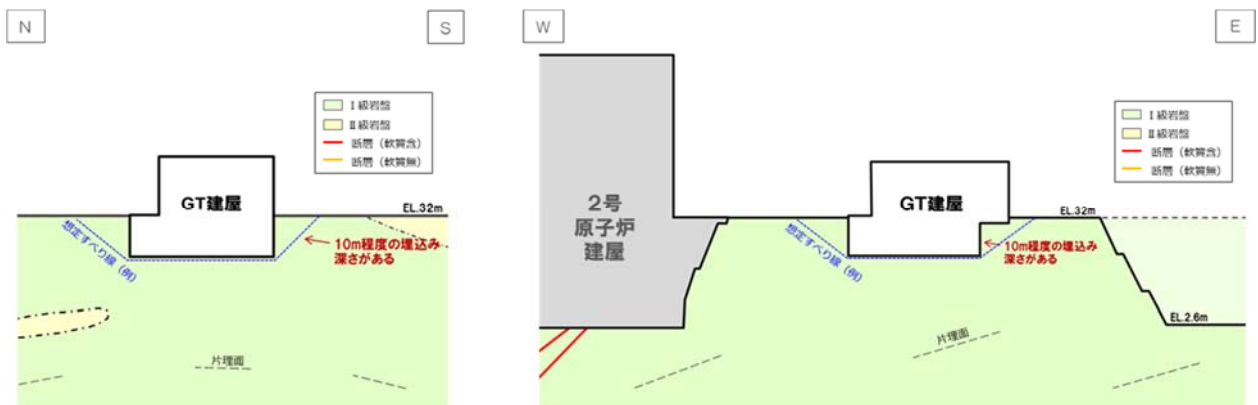 N
S
Ⅰ級岩盤
Ⅱ級岩盤
断層（軟質含）
断層（軟質無）
GT建屋
EL.32m
想定すべり線（例）
10m程度の埋込み
深さがある
片理面
W
E
Ⅰ級岩盤
Ⅱ級岩盤
断層（軟質含）
断層（軟質無）
2号
原子炉
建屋
GT建屋
EL.32m
想定すべり線（例）
10m程度の埋込み
深さがある
EL.2.6m
片理面